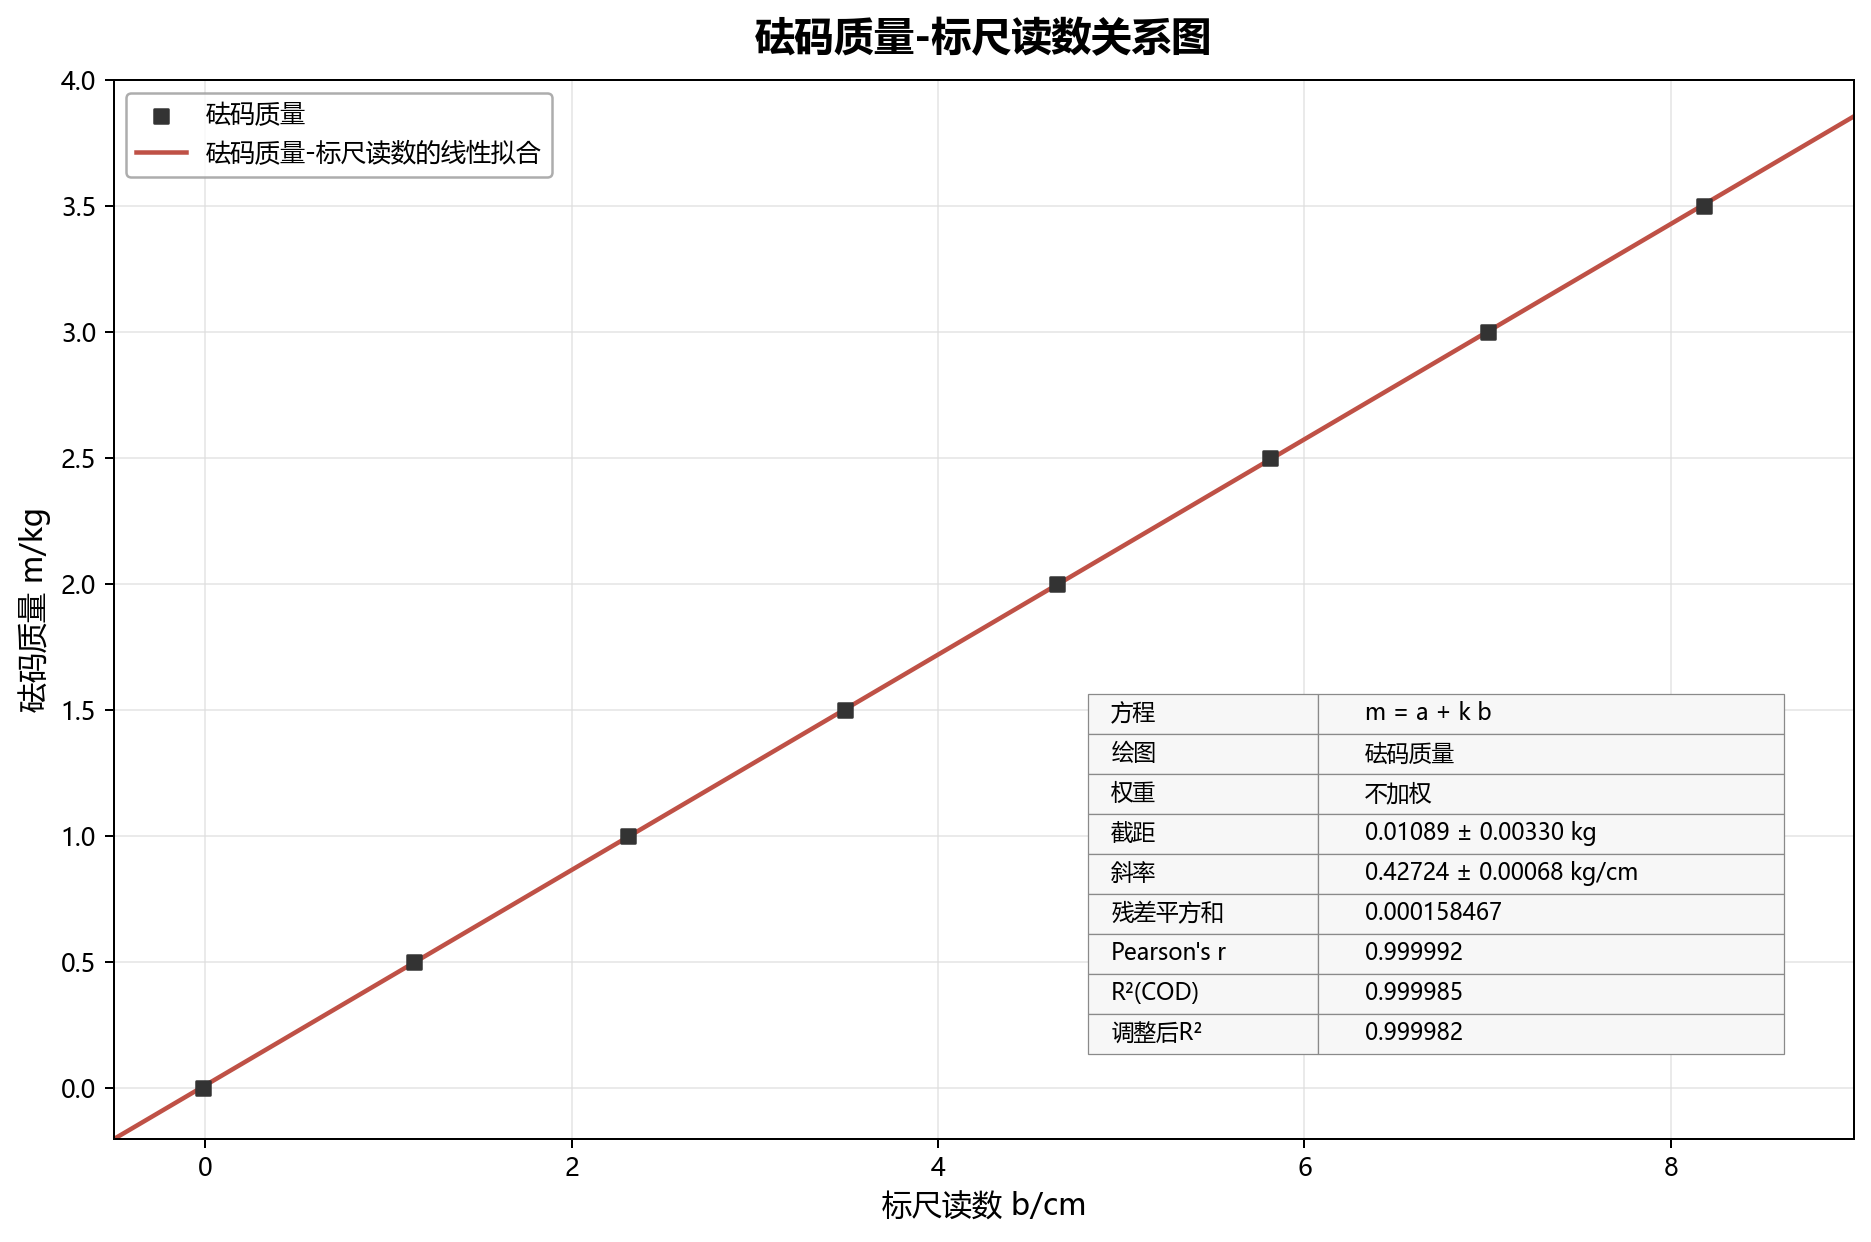 砝码质量-标尺读数关系图
砝码质量
砝码质量-标尺读数的线性拟合
4.0
3.5
3.0
2.5
2.0
1.5
1.0
0.5
0.0
砝码质量 m/kg
方程 m = a + k b
绘图 砝码质量
权重 不加权
截距 0.01089 ± 0.00330 kg
斜率 0.42724 ± 0.00068 kg/cm
残差平方和 0.000158467
Pearson's r 0.999992
R²(COD) 0.999985
调整后R² 0.999982
0 2 4 6 8
标尺读数 b/cm